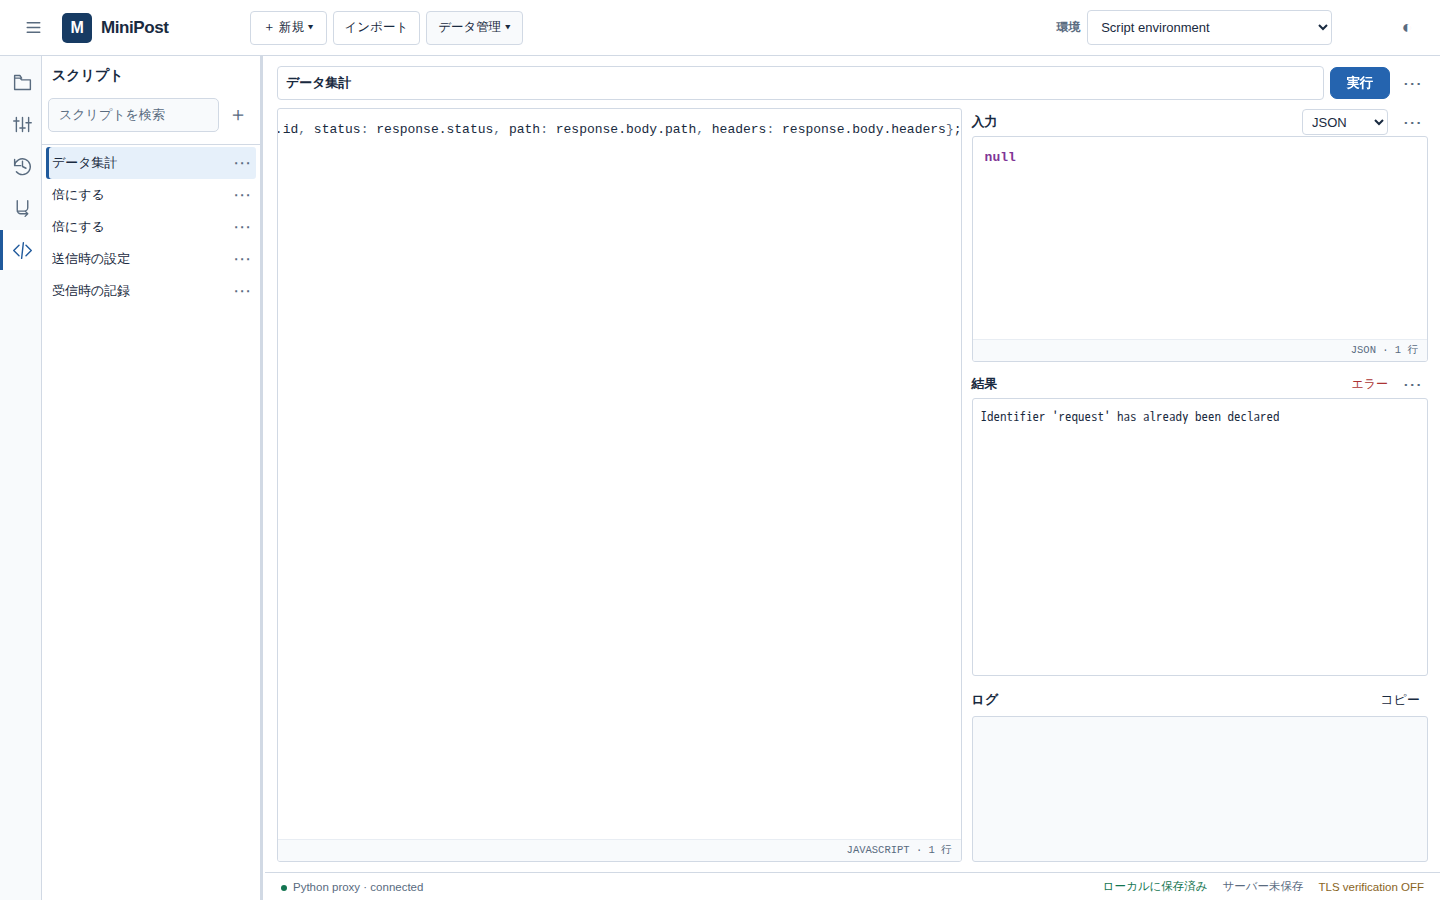 M MiniPost
＋ 新規 ▾ インポート データ管理 ▾
環境 Script environment
スクリプト
スクリプトを検索 ＋
データ集計 ···
倍にする ···
倍にする ···
送信時の設定 ···
受信時の記録 ···
データ集計 実行 ···
.id, status: response.status, path: response.body.path, headers: response.body.headers};
JAVASCRIPT · 1 行
入力 JSON ···
null
JSON · 1 行
結果 エラー ···
Identifier 'request' has already been declared
ログ コピー
Python proxy · connected
ローカルに保存済み サーバー未保存 TLS verification OFF